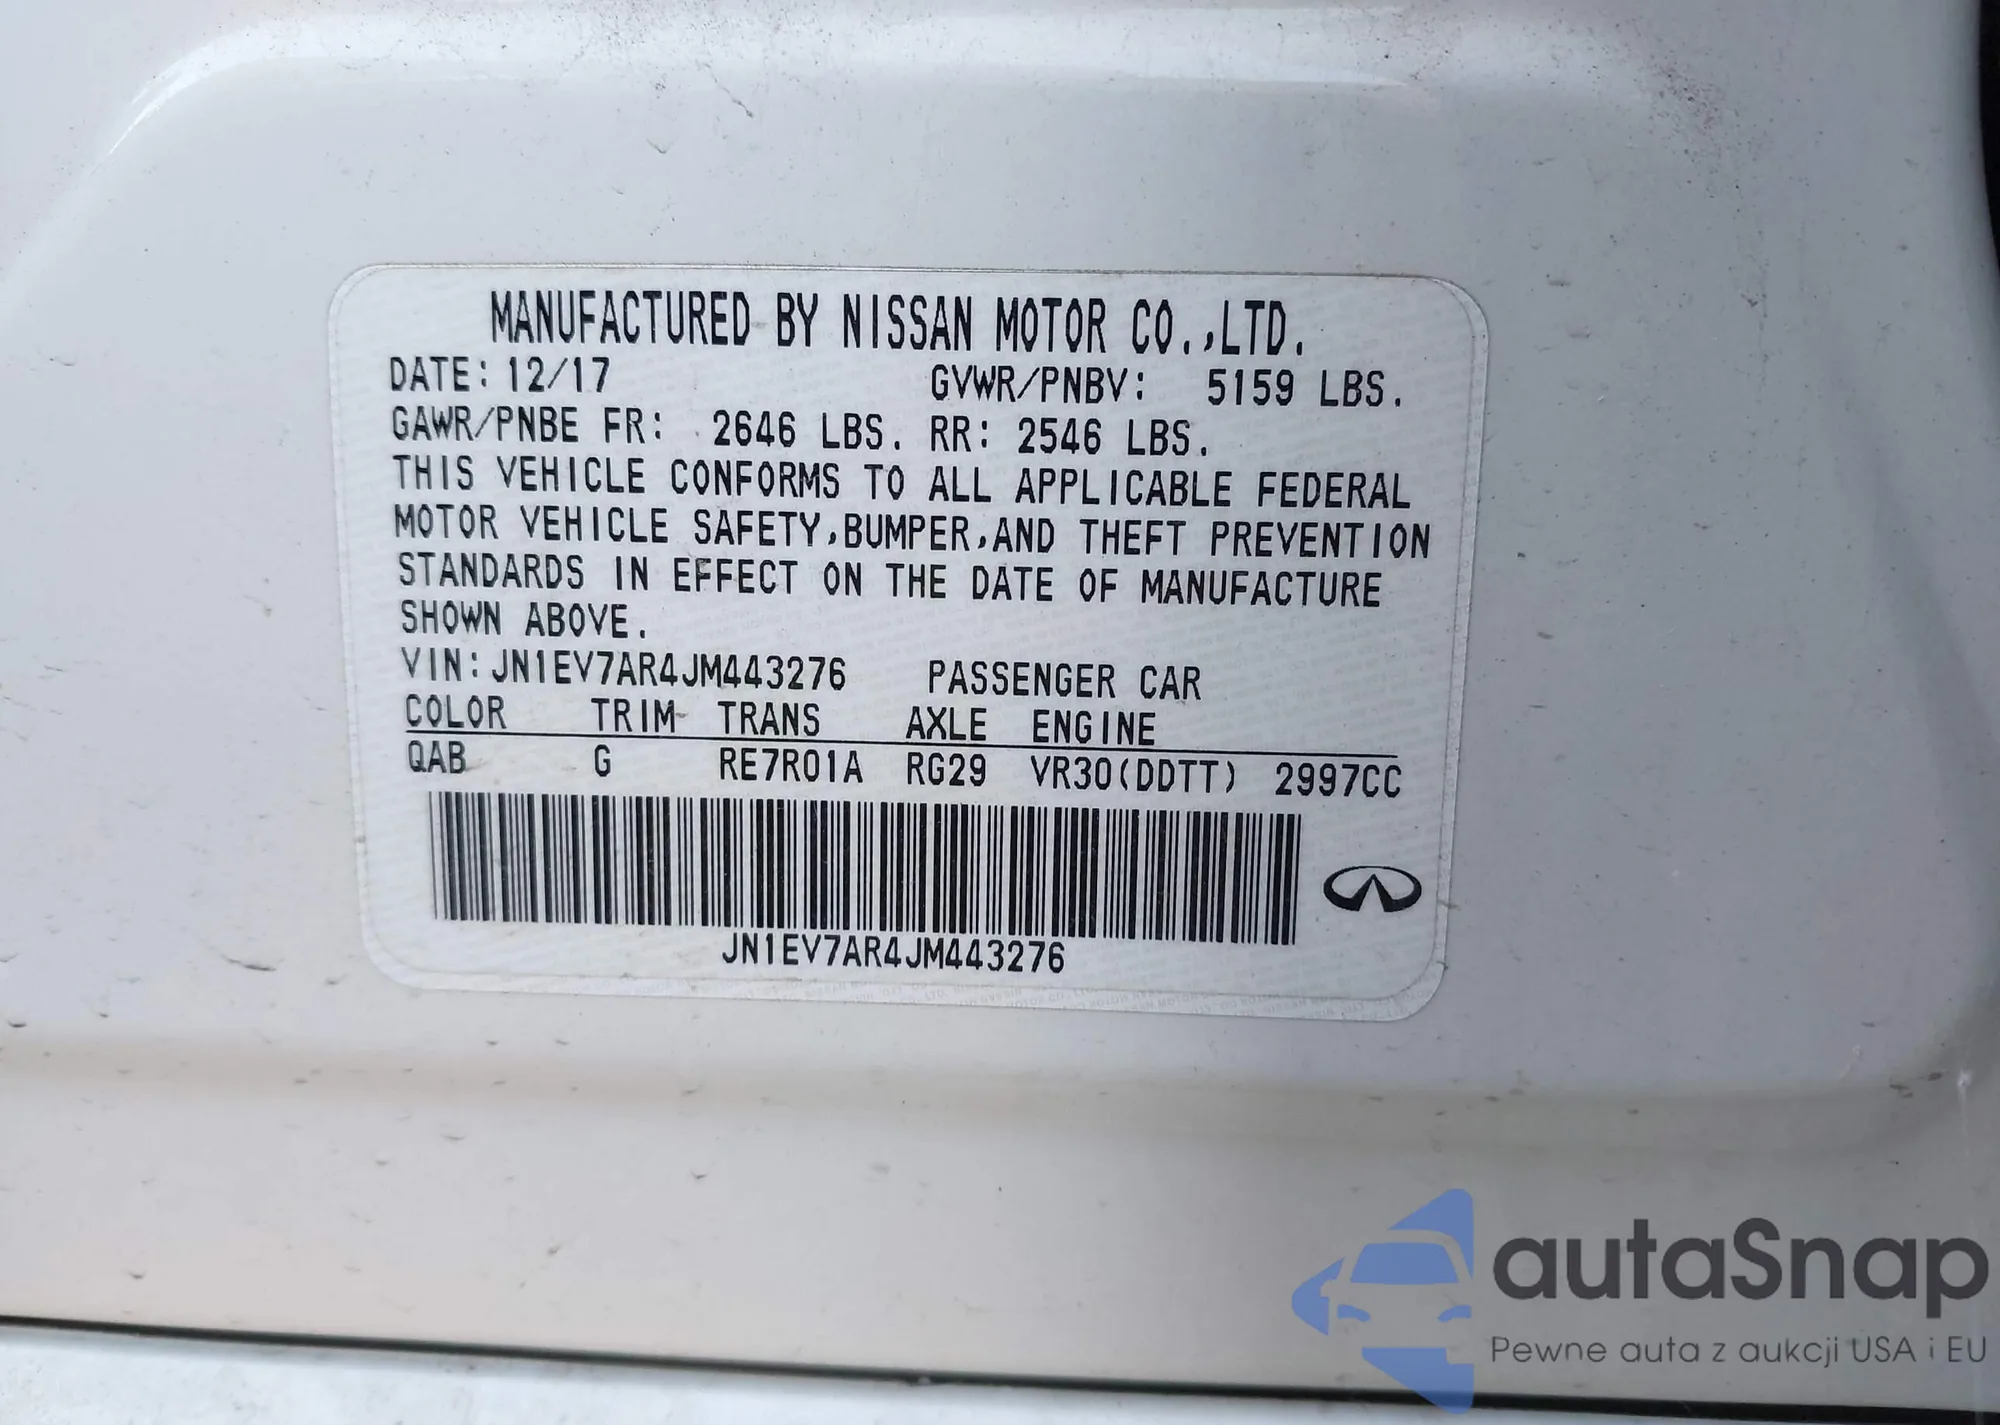 MANUFACTURED BY NISSAN MOTOR CO.,LTD.
DATE: 12/17 GVWR/PNBV: 5159 LBS.
GAWR/PNBE FR: 2646 LBS. RR: 2546 LBS.
THIS VEHICLE CONFORMS TO ALL APPLICABLE FEDERAL
MOTOR VEHICLE SAFETY,BUMPER,AND THEFT PREVENTION
STANDARDS IN EFFECT ON THE DATE OF MANUFACTURE
SHOWN ABOVE.
VIN:JN1EV7AR4JM443276 PASSENGER CAR
COLOR TRIM TRANS AXLE ENGINE
QAB G RE7R01A RG29 VR30(DDTT) 2997CC
JN1EV7AR4JM443276
autaSnap
Pewne auta z aukcji USA i EU